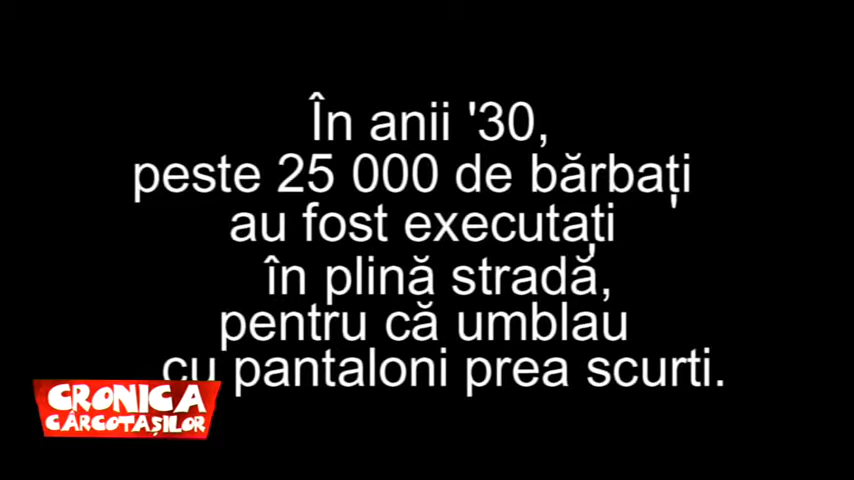 În anii '30,
peste 25 000 de bărbați
au fost executați
în plină stradă,
pentru că umblau
cu pantaloni prea scurti.
CRONICA
CÂRCOTAȘILOR